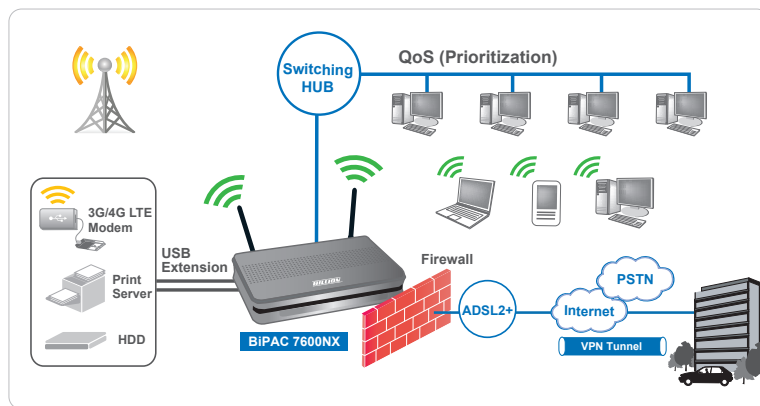 Switching
HUB
QoS (Prioritization)
3G/4G LTE
Modem
Print
Server
HDD
USB
Extension
BILLION
BiPAC 7600NX
Firewall
ADSL2+
Internet
PSTN
VPN Tunnel